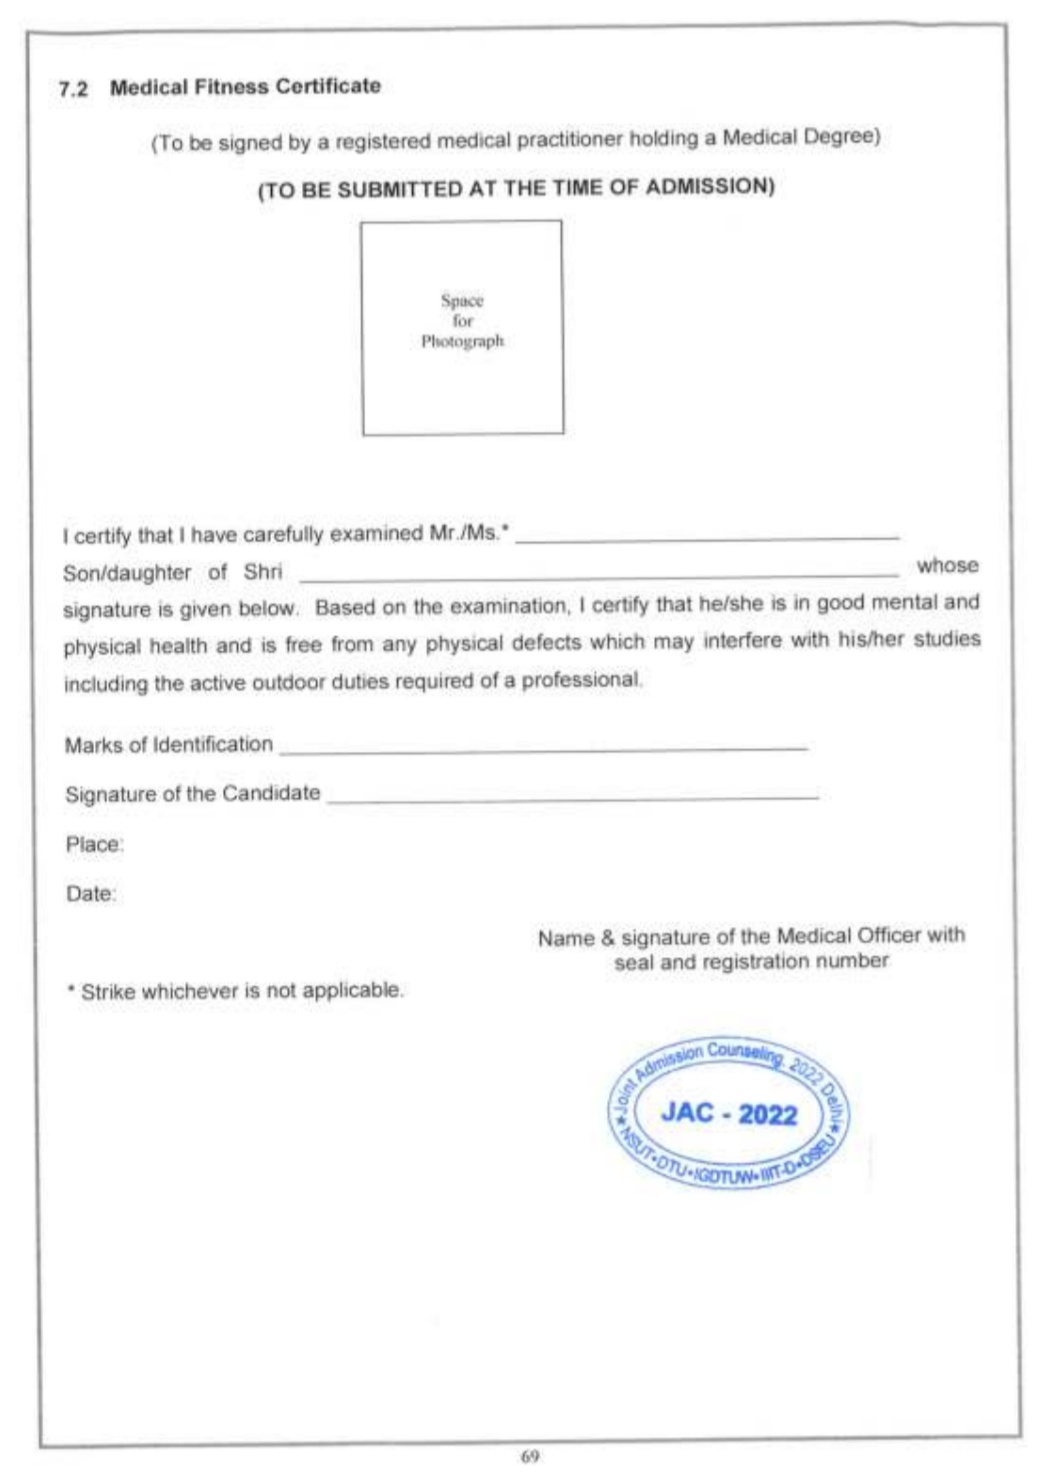 7.2 Medical Fitness Certificate
(To be signed by a registered medical practitioner holding a Medical Degree)
(TO BE SUBMITTED AT THE TIME OF ADMISSION)
Space
for
Photograph
I certify that I have carefully examined Mr./Ms.*
Son/daughter of Shri whose
signature is given below. Based on the examination, I certify that he/she is in good mental and
physical health and is free from any physical defects which may interfere with his/her studies
including the active outdoor duties required of a professional.
Marks of Identification
Signature of the Candidate
Place:
Date:
Name & signature of the Medical Officer with
seal and registration number
* Strike whichever is not applicable.
Joint Admission Counseling, 2022 Delhi
JAC - 2022
★NSUT•DTU•IGDTUW•IIIT-D•DSEU★
69